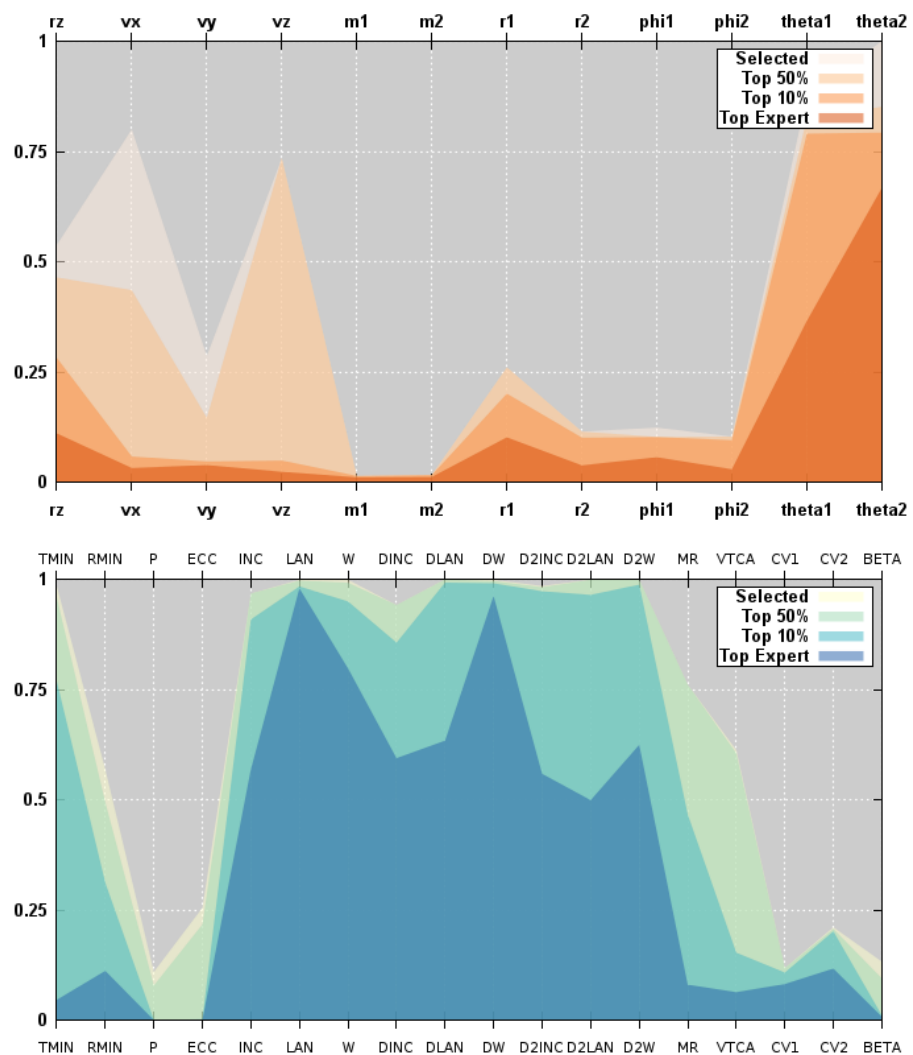 rz vx vy vz m1 m2 r1 r2 phi1 phi2 theta1 theta2
1
Selected
Top 50%
Top 10%
Top Expert
0.75
0.5
0.25
0
rz vx vy vz m1 m2 r1 r2 phi1 phi2 theta1 theta2
TMIN RMIN P ECC INC LAN W DINC DLAN DW D2INC D2LAN D2W MR VTCA CV1 CV2 BETA
1
Selected
Top 50%
Top 10%
Top Expert
0.75
0.5
0.25
0
TMIN RMIN P ECC INC LAN W DINC DLAN DW D2INC D2LAN D2W MR VTCA CV1 CV2 BETA